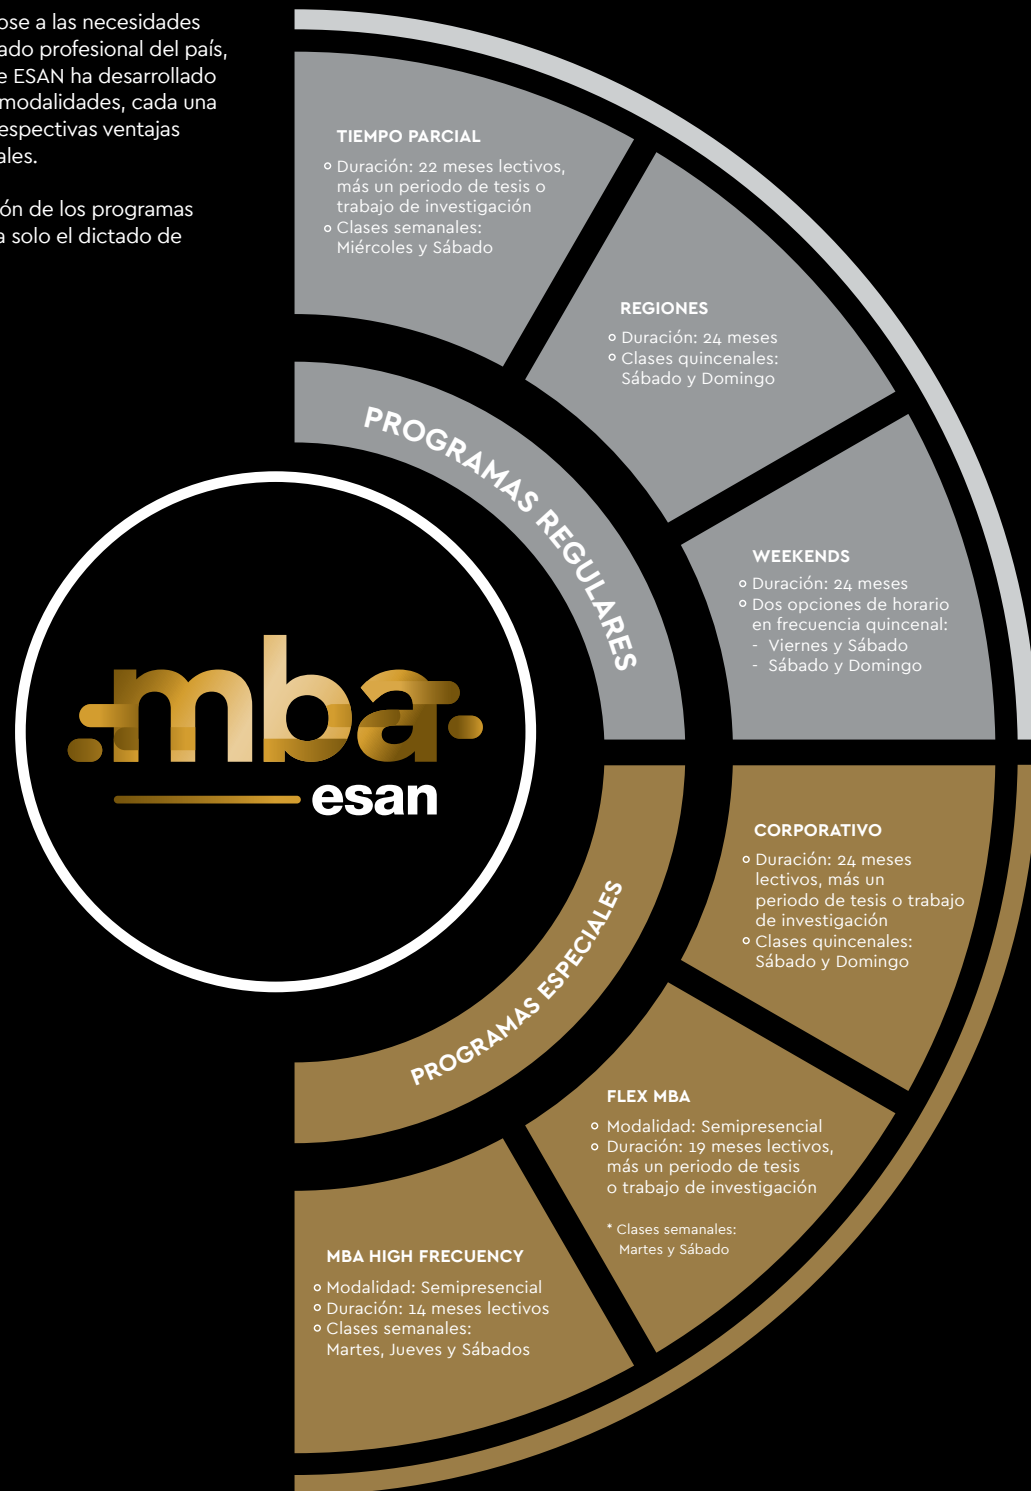 ose a las necesidades
ado profesional del país,
e ESAN ha desarrollado
modalidades, cada una
espectivas ventajas
ales.
ón de los programas
a solo el dictado de
TIEMPO PARCIAL
Duración: 22 meses lectivos,
más un periodo de tesis o
trabajo de investigación
Clases semanales:
Miércoles y Sábado
REGIONES
Duración: 24 meses
Clases quincenales:
Sábado y Domingo
PROGRAMAS REGULARES
WEEKENDS
Duración: 24 meses
Dos opciones de horario
en frecuencia quincenal:
- Viernes y Sábado
- Sábado y Domingo
mba
esan
CORPORATIVO
Duración: 24 meses
lectivos, más un
periodo de tesis o trabajo
de investigación
Clases quincenales:
Sábado y Domingo
PROGRAMAS ESPECIALES
FLEX MBA
Modalidad: Semipresencial
Duración: 19 meses lectivos,
más un periodo de tesis
o trabajo de investigación
* Clases semanales:
Martes y Sábado
MBA HIGH FRECUENCY
Modalidad: Semipresencial
Duración: 14 meses lectivos
Clases semanales:
Martes, Jueves y Sábados